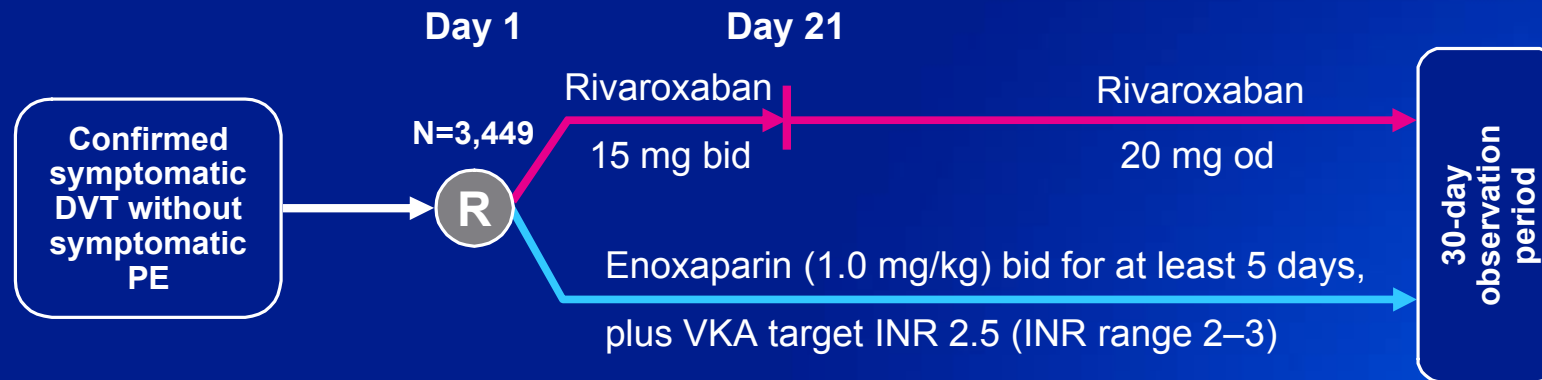 Day 1
Day 21
Confirmed
symptomatic
DVT without
symptomatic
PE
N=3,449
R
Rivaroxaban
15 mg bid
Rivaroxaban
20 mg od
Enoxaparin (1.0 mg/kg) bid for at least 5 days,
plus VKA target INR 2.5 (INR range 2–3)
30-day
observation
period